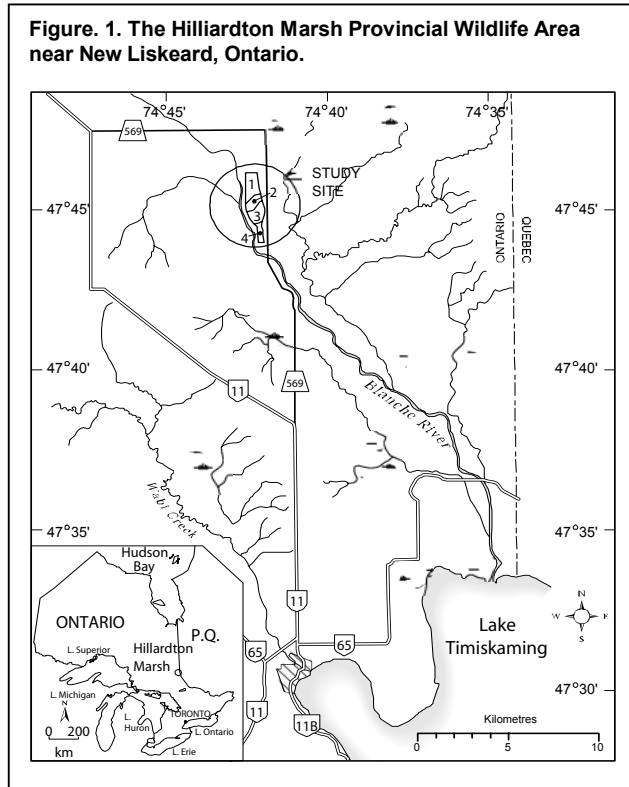 Figure. 1. The Hilliardton Marsh Provincial Wildlife Area
near New Liskeard, Ontario.
74°45' 74°40' 74°35'
569
STUDY
SITE
1
2
3
4
47°45' 47°45'
ONTARIO
QUEBEC
47°40' 47°40'
11
569
Blanche River
Wabi Creek
47°35' 47°35'
11
65
65
11
11B
Lake
Timiskaming
N
W E
S
47°30'
Kilometres
0 5 10
Hudson
Bay
ONTARIO
P.Q.
Hillardton
Marsh
L. Superior
L. Michigan
L.
Huron
TORONTO
L. Ontario
L. Erie
N
0 200
km